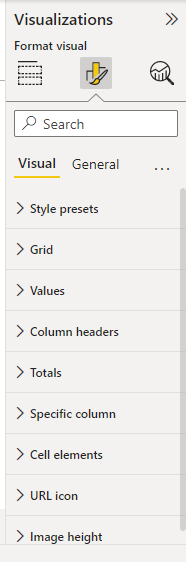 Visualizations
Format visual
Search
Visual General ...
Style presets
Grid
Values
Column headers
Totals
Specific column
Cell elements
URL icon
Image height